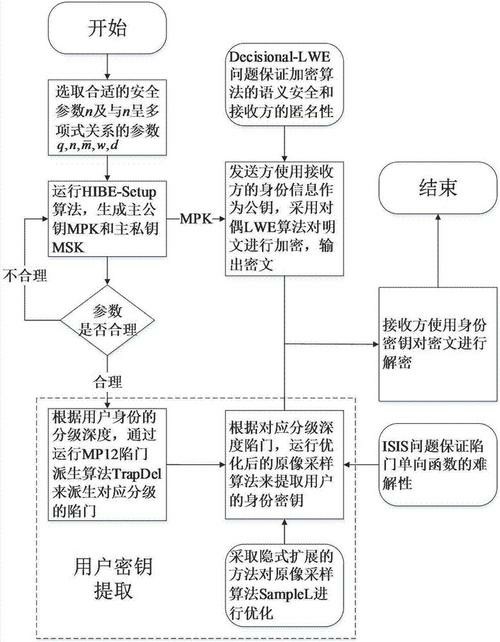 开始
选取合适的安全
参数n及与n呈多
项式关系的参数
q,n,m̅,w,d
运行HIBE-Setup
算法，生成主公
钥MPK和主私钥
MSK
不合理
参数
是否合理
合理
MPK
Decisional-LWE
问题保证加密算
法的语义安全和
接收方的匿名性
发送方使用接收
方的身份信息作
为公钥，采用对
偶LWE算法对明
文进行加密，输
出密文
结束
接收方使用身份
密钥对密文进行
解密
根据用户身份的
分级深度，通过
运行MP12陷门
派生算法TrapDel
来派生对应分级
的陷门
根据对应分级深
度陷门，运行优
化后的原像采样
算法来提取用户
的身份密钥
ISIS问题保证陷
门单向函数的难
解性
用户密钥
提取
采取隐式扩展的
方法对原像采样
算法SampleL进
行优化